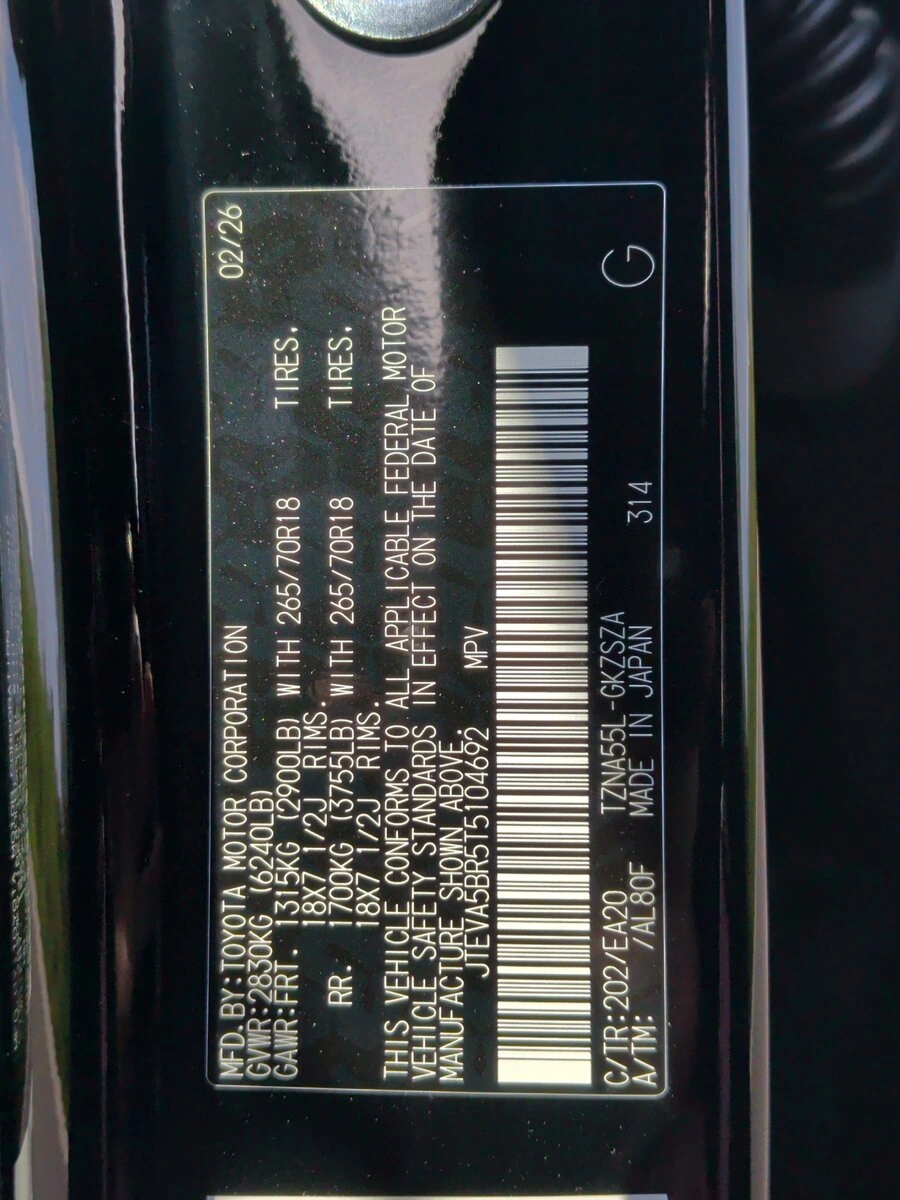 MFD.BY:TOYOTA MOTOR CORPORATION 02/26
GVWR:2830KG (6240LB)
GAWR:FRT. 1315KG (2900LB) WITH 265/70R18 TIRES.
18X7 1/2J RIMS.
RR. 1700KG (3755LB) WITH 265/70R18 TIRES.
18X7 1/2J RIMS.
THIS VEHICLE CONFORMS TO ALL APPLICABLE FEDERAL MOTOR
VEHICLE SAFETY STANDARDS IN EFFECT ON THE DATE OF
MANUFACTURE SHOWN ABOVE.
JTEVA5BR5T5104692 MPV
C/TR:202/EA20 TZNA55L-GKZSZA
A/TM: /AL80F MADE IN JAPAN 314 G